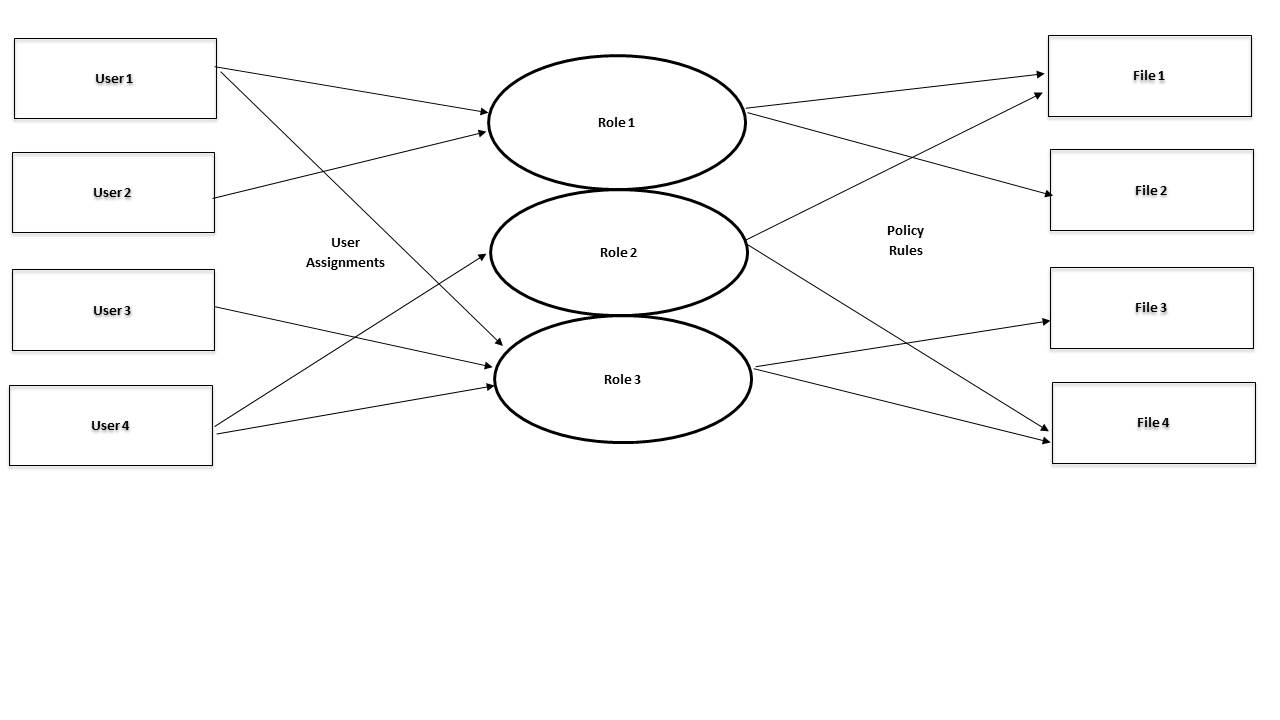 User 1
Role 1
File 1
User 2
File 2
User
Assignments
Role 2
Policy
Rules
User 3
File 3
Role 3
User 4
File 4